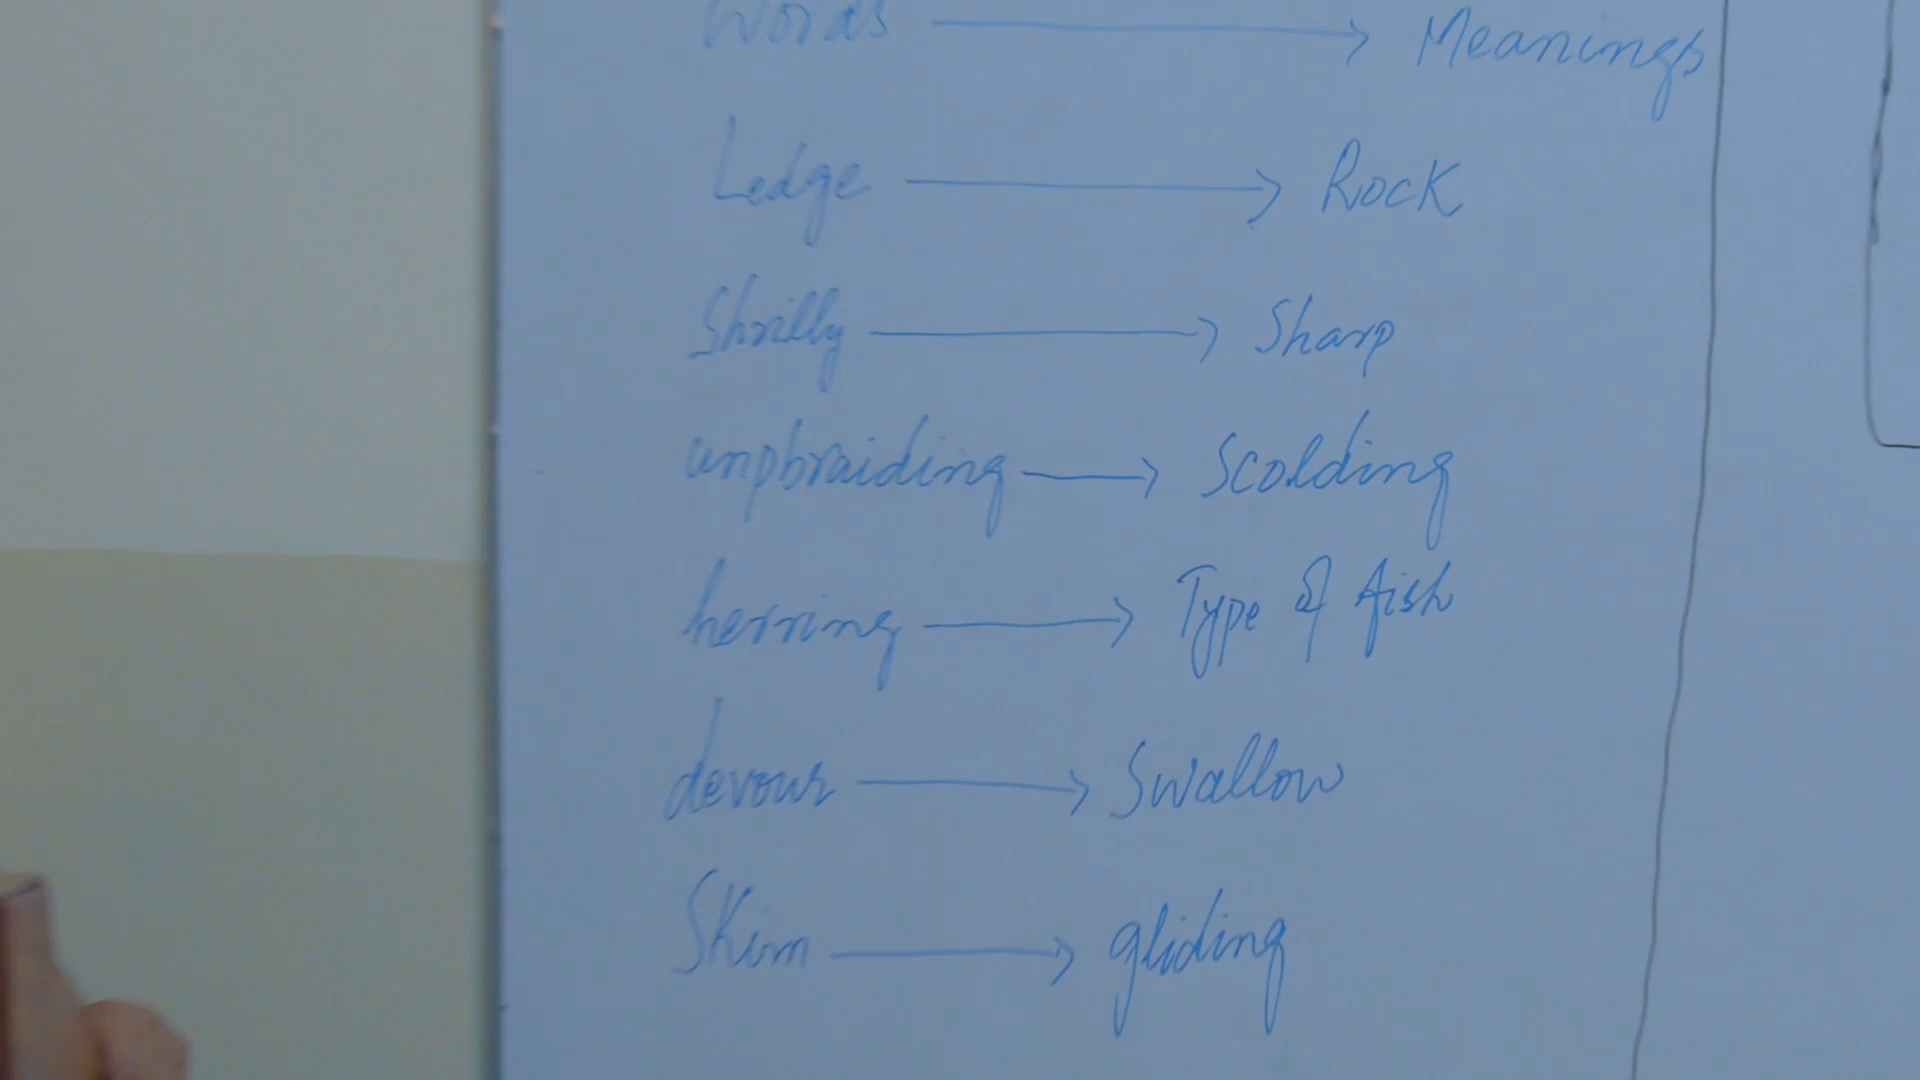 Words → Meanings
Ledge → Rock
Shrilly → Sharp
unpbraiding → Scolding
herring → Type of fish
devour → Swallow
Skim → gliding